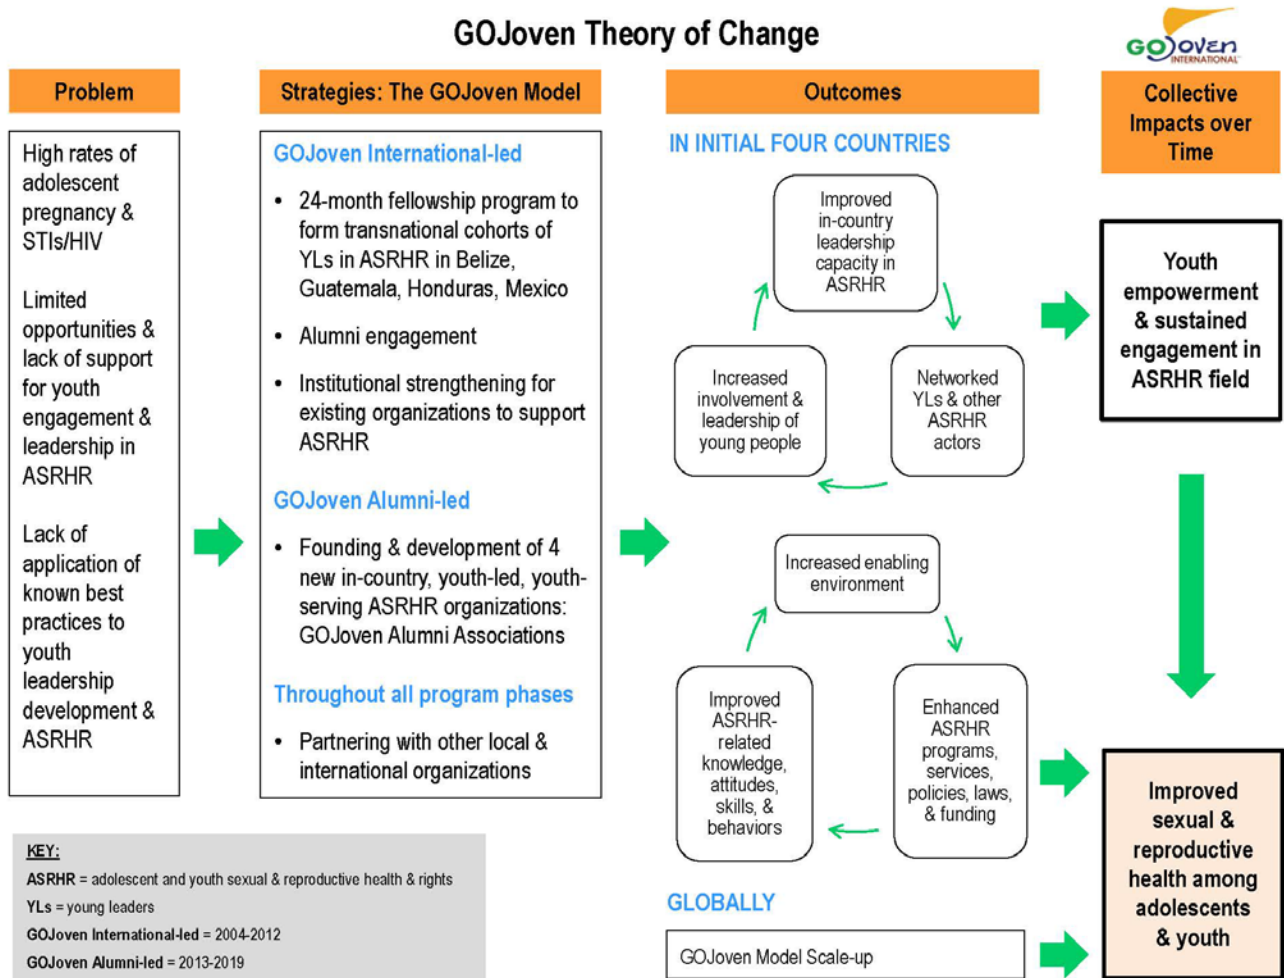 GOJoven Theory of Change
GOJoven
INTERNATIONAL
Problem
High rates of
adolescent
pregnancy &
STIs/HIV
Limited
opportunities &
lack of support
for youth
engagement &
leadership in
ASRHR
Lack of
application of
known best
practices to
youth
leadership
development &
ASRHR
Strategies: The GOJoven Model
GOJoven International-led
• 24-month fellowship program to
form transnational cohorts of
YLs in ASRHR in Belize,
Guatemala, Honduras, Mexico
• Alumni engagement
• Institutional strengthening for
existing organizations to support
ASRHR
GOJoven Alumni-led
• Founding & development of 4
new in-country, youth-led, youth-
serving ASRHR organizations:
GOJoven Alumni Associations
Throughout all program phases
• Partnering with other local &
international organizations
Outcomes
IN INITIAL FOUR COUNTRIES
Improved
in-country
leadership
capacity in
ASRHR
Increased
involvement &
leadership of
young people
Networked
YLs & other
ASRHR
actors
Increased enabling
environment
Improved
ASRHR-
related
knowledge,
attitudes,
skills, &
behaviors
Enhanced
ASRHR
programs,
services,
policies, laws,
& funding
GLOBALLY
GOJoven Model Scale-up
Collective
Impacts over
Time
Youth
empowerment
& sustained
engagement in
ASRHR field
Improved
sexual &
reproductive
health among
adolescents
& youth
KEY:
ASRHR = adolescent and youth sexual & reproductive health & rights
YLs = young leaders
GOJoven International-led = 2004-2012
GOJoven Alumni-led = 2013-2019